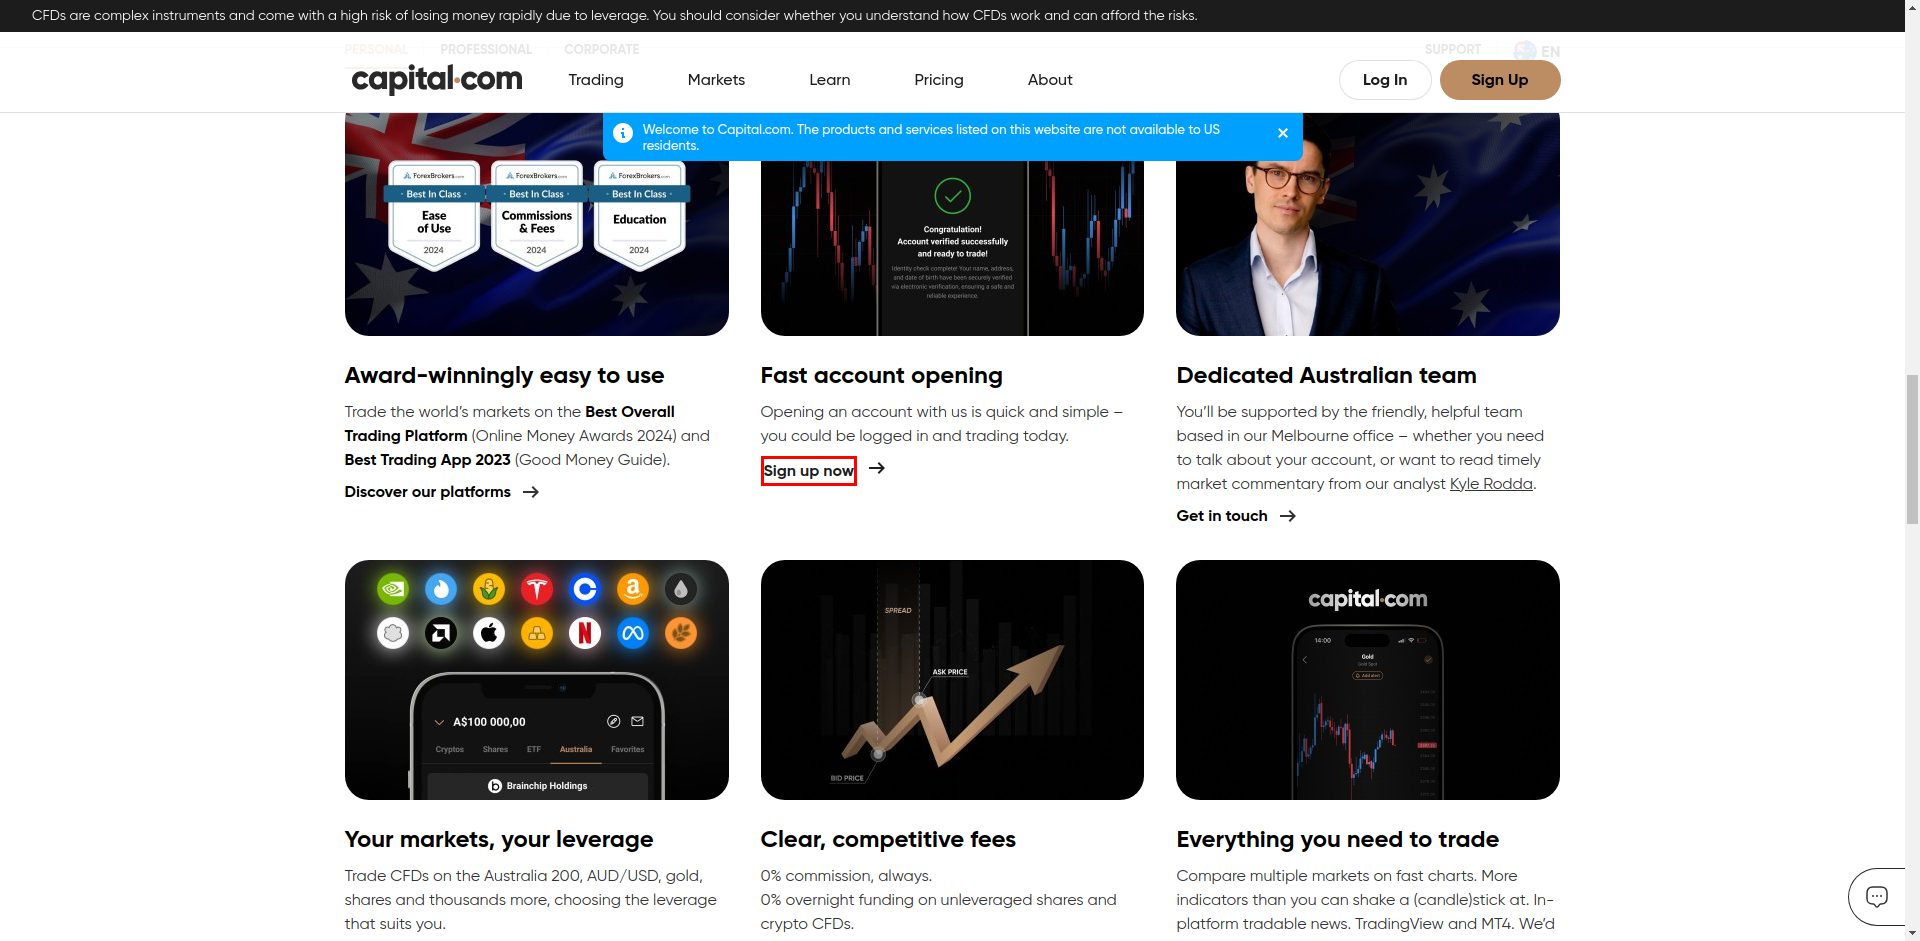 CFDs are complex instruments and come with a high risk of losing money rapidly due to leverage. You should consider whether you understand how CFDs work and can afford the risks.
PERSONAL PROFESSIONAL CORPORATE SUPPORT EN
capital.com Trading Markets Learn Pricing About Log In Sign Up
Welcome to Capital.com. The products and services listed on this website are not available to US
residents.
ForexBrokers.com ForexBrokers.com ForexBrokers.com
Best In Class Best In Class Best In Class
Ease
of Use
2024
Commissions
& Fees
2024
Education
2024
Congratulation!
Account verified successfully
and ready to trade!
Identity check complete! Your name, address,
and date of birth have been securely verified
via electronic verification, ensuring a safe and
reliable experience.
Award-winningly easy to use
Trade the world's markets on the Best Overall
Trading Platform (Online Money Awards 2024) and
Best Trading App 2023 (Good Money Guide).
Discover our platforms
Fast account opening
Opening an account with us is quick and simple –
you could be logged in and trading today.
Sign up now
Dedicated Australian team
You'll be supported by the friendly, helpful team
based in our Melbourne office – whether you need
to talk about your account, or want to read timely
market commentary from our analyst Kyle Rodda.
Get in touch
A$100 000,00
Cryptos Shares ETF Australia Favorites
Brainchip Holdings
SPREAD
ASK PRICE
BID PRICE
capital.com
14:00
Gold
Gold Spot
Add alert
Your markets, your leverage
Trade CFDs on the Australia 200, AUD/USD, gold,
shares and thousands more, choosing the leverage
that suits you.
Clear, competitive fees
0% commission, always.
0% overnight funding on unleveraged shares and
crypto CFDs.
Everything you need to trade
Compare multiple markets on fast charts. More
indicators than you can shake a (candle)stick at. In-
platform tradable news. TradingView and MT4. We'd